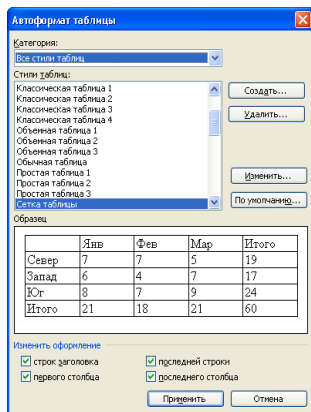 Автоформат таблицы
Категория:
Все стили таблиц
Стили таблиц:
Классическая таблица 1
Классическая таблица 2
Классическая таблица 3
Классическая таблица 4
Объемная таблица 1
Объемная таблица 2
Объемная таблица 3
Обычная таблица
Простая таблица 1
Простая таблица 2
Простая таблица 3
Сетка таблицы
Создать...
Удалить...
Изменить...
По умолчанию...
Образец
Янв Фев Мар Итого
Север 7 7 5 19
Запад 6 4 7 17
Юг 8 7 9 24
Итого 21 18 21 60
Изменить оформление
строк заголовка последней строки
первого столбца последнего столбца
Применить Отмена